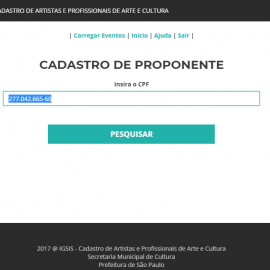 ADASTRO DE ARTISTAS E PROFISSIONAIS DE ARTE E CULTURA
| Carregar Eventos | Início | Ajuda | Sair |
CADASTRO DE PROPONENTE
Insira o CPF
277.042.665-60
PESQUISAR
2017 @ IGSIS - Cadastro de Artistas e Profissionais de Arte e Cultura
Secretaria Municipal de Cultura
Prefeitura de São Paulo